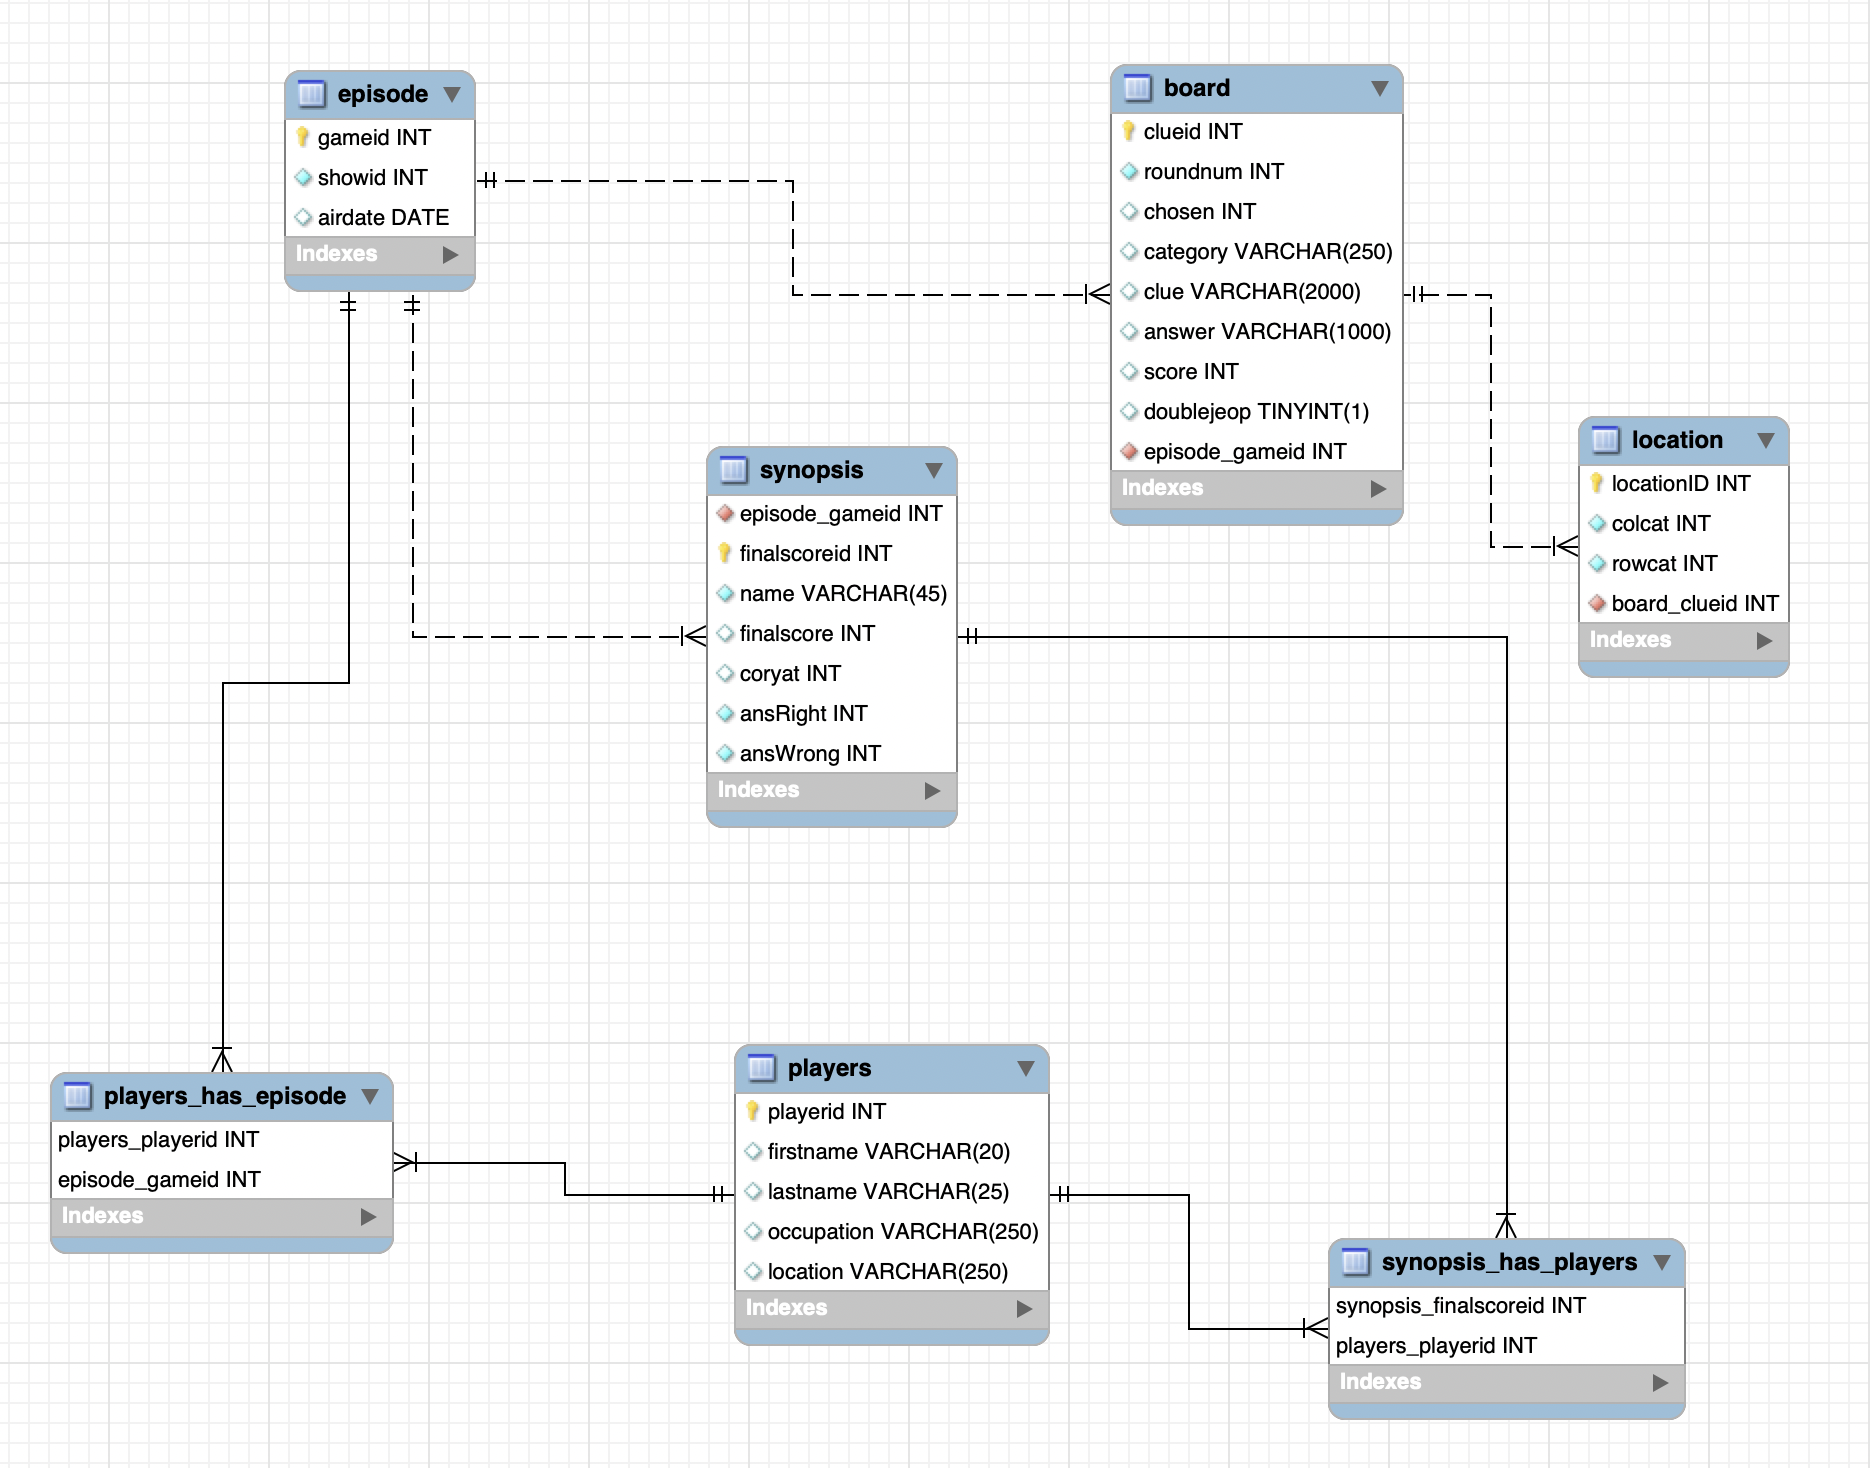 episode
gameid INT
showid INT
airdate DATE
Indexes
board
clueid INT
roundnum INT
chosen INT
category VARCHAR(250)
clue VARCHAR(2000)
answer VARCHAR(1000)
score INT
doublejeop TINYINT(1)
episode_gameid INT
Indexes
location
locationID INT
colcat INT
rowcat INT
board_clueid INT
Indexes
synopsis
episode_gameid INT
finalscoreid INT
name VARCHAR(45)
finalscore INT
coryat INT
ansRight INT
ansWrong INT
Indexes
players_has_episode
players_playerid INT
episode_gameid INT
Indexes
players
playerid INT
firstname VARCHAR(20)
lastname VARCHAR(25)
occupation VARCHAR(250)
location VARCHAR(250)
Indexes
synopsis_has_players
synopsis_finalscoreid INT
players_playerid INT
Indexes